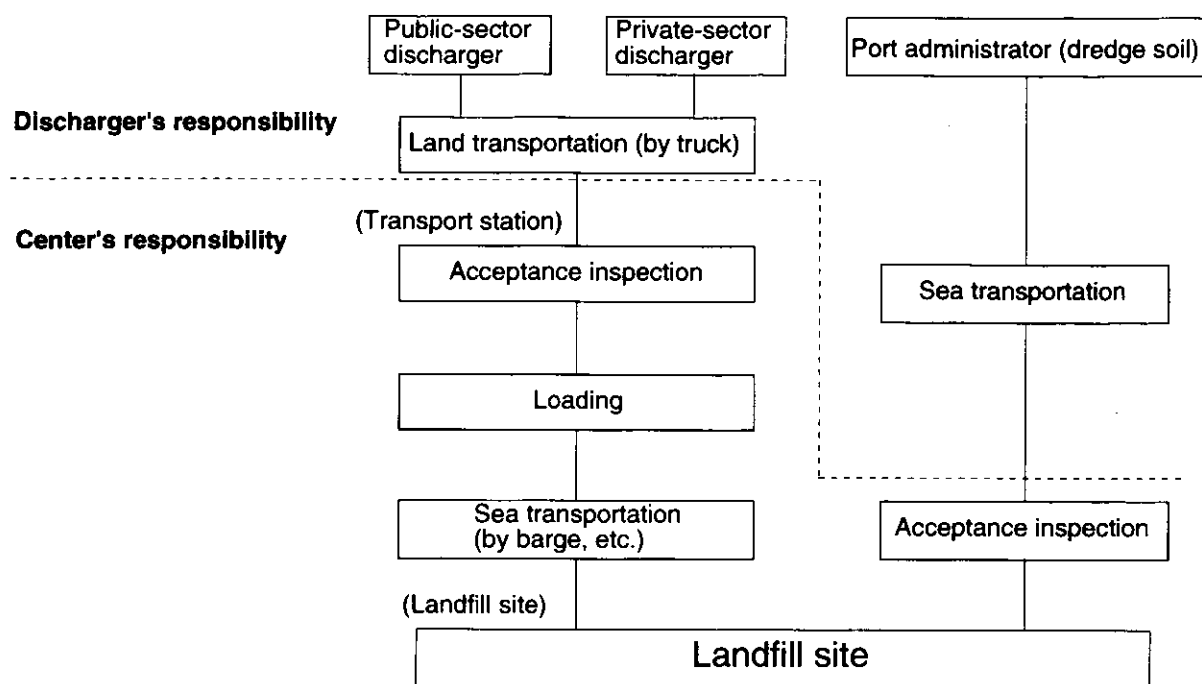 Public-sector
discharger
Private-sector
discharger
Port administrator (dredge soil)
Discharger's responsibility
Land transportation (by truck)
(Transport station)
Center's responsibility
Acceptance inspection
Sea transportation
Loading
Sea transportation
(by barge, etc.)
Acceptance inspection
(Landfill site)
Landfill site